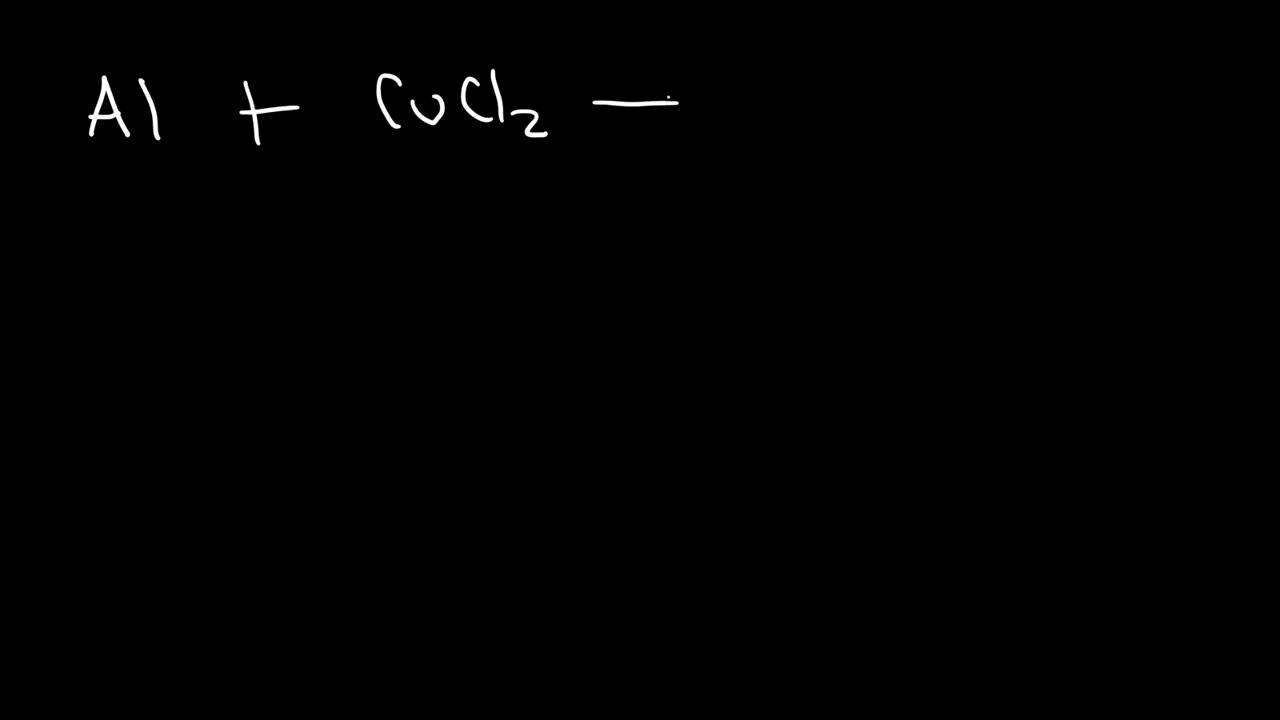 Al + CuCl₂ —